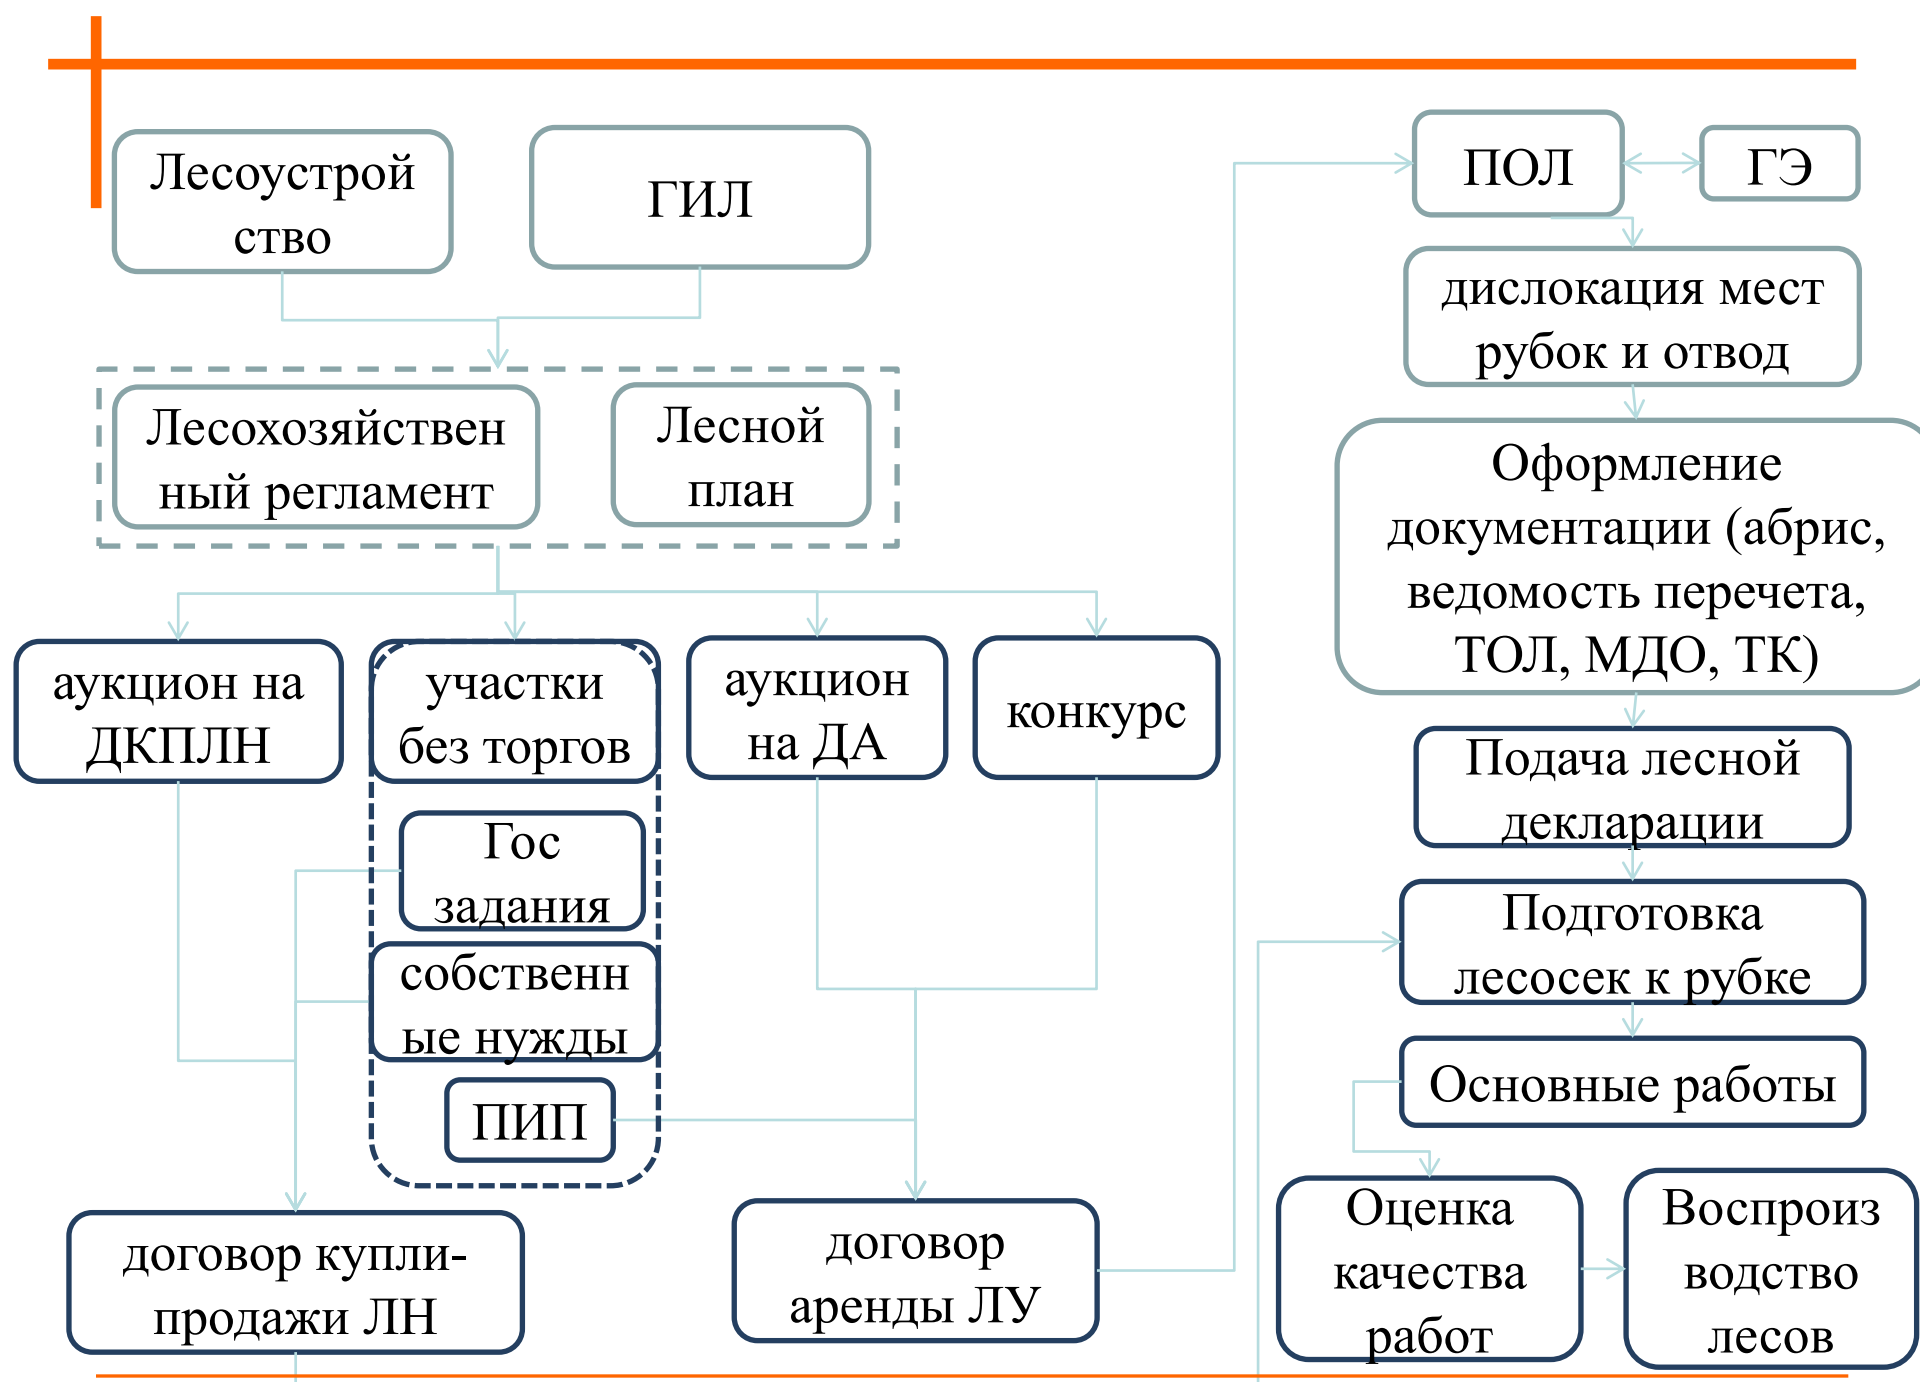 Лесоустрой
ство
ГИЛ
Лесохозяйствен
ный регламент
Лесной
план
аукцион на
ДКПЛН
участки
без торгов
аукцион
на ДА
конкурс
Гос
задания
собственн
ые нужды
ПИП
договор купли-
продажи ЛН
договор
аренды ЛУ
ПОЛ
ГЭ
дислокация мест
рубок и отвод
Оформление
документации (абрис,
ведомость перечета,
ТОЛ, МДО, ТК)
Подача лесной
декларации
Подготовка
лесосек к рубке
Основные работы
Оценка
качества
работ
Воспроиз
водство
лесов